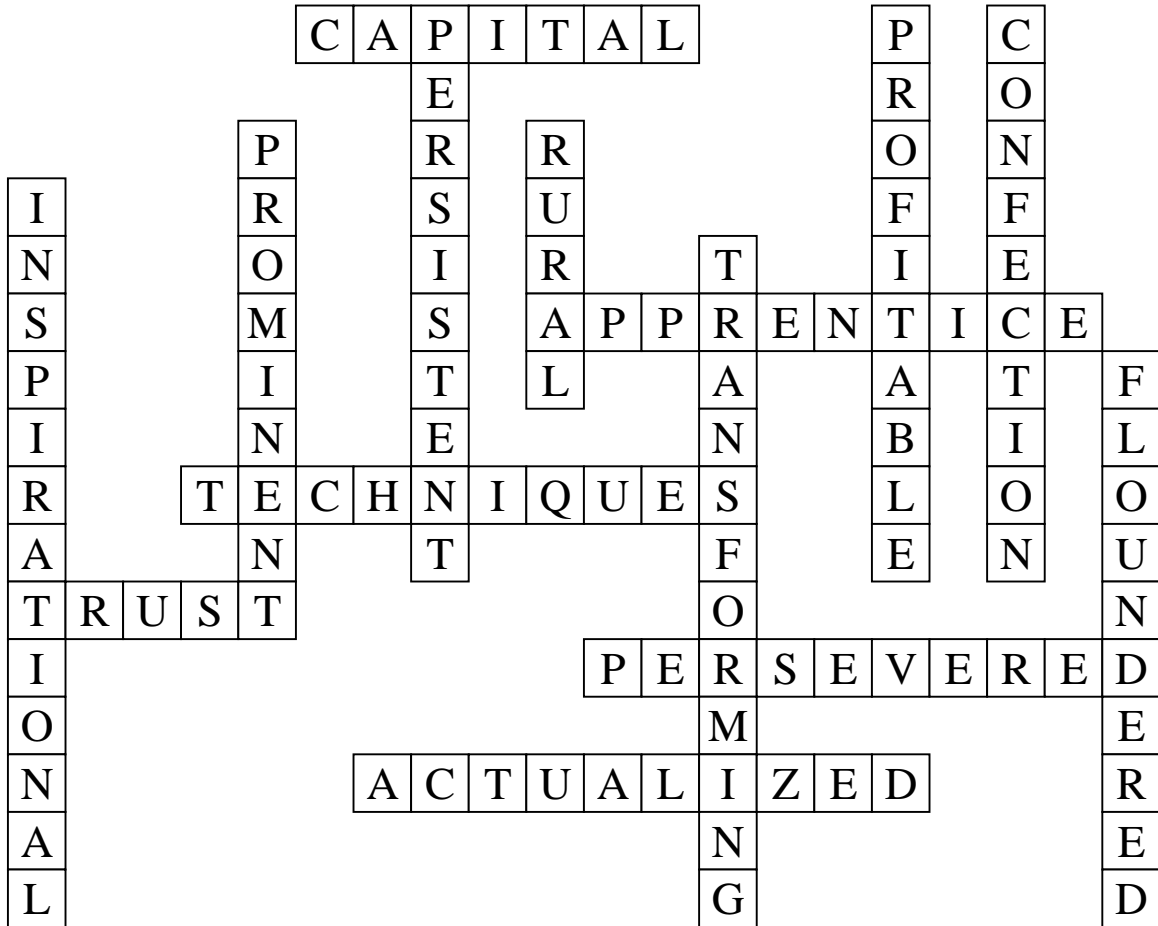 CAPITAL
PERSISTENT
PROFITABLE
CONFECTION
PROMINENT
RURAL
INSPIRATIONAL
TRANSFORMING
APPRENTICE
FLOUNDERED
TECHNIQUES
TRUST
PERSEVERED
ACTUALIZED